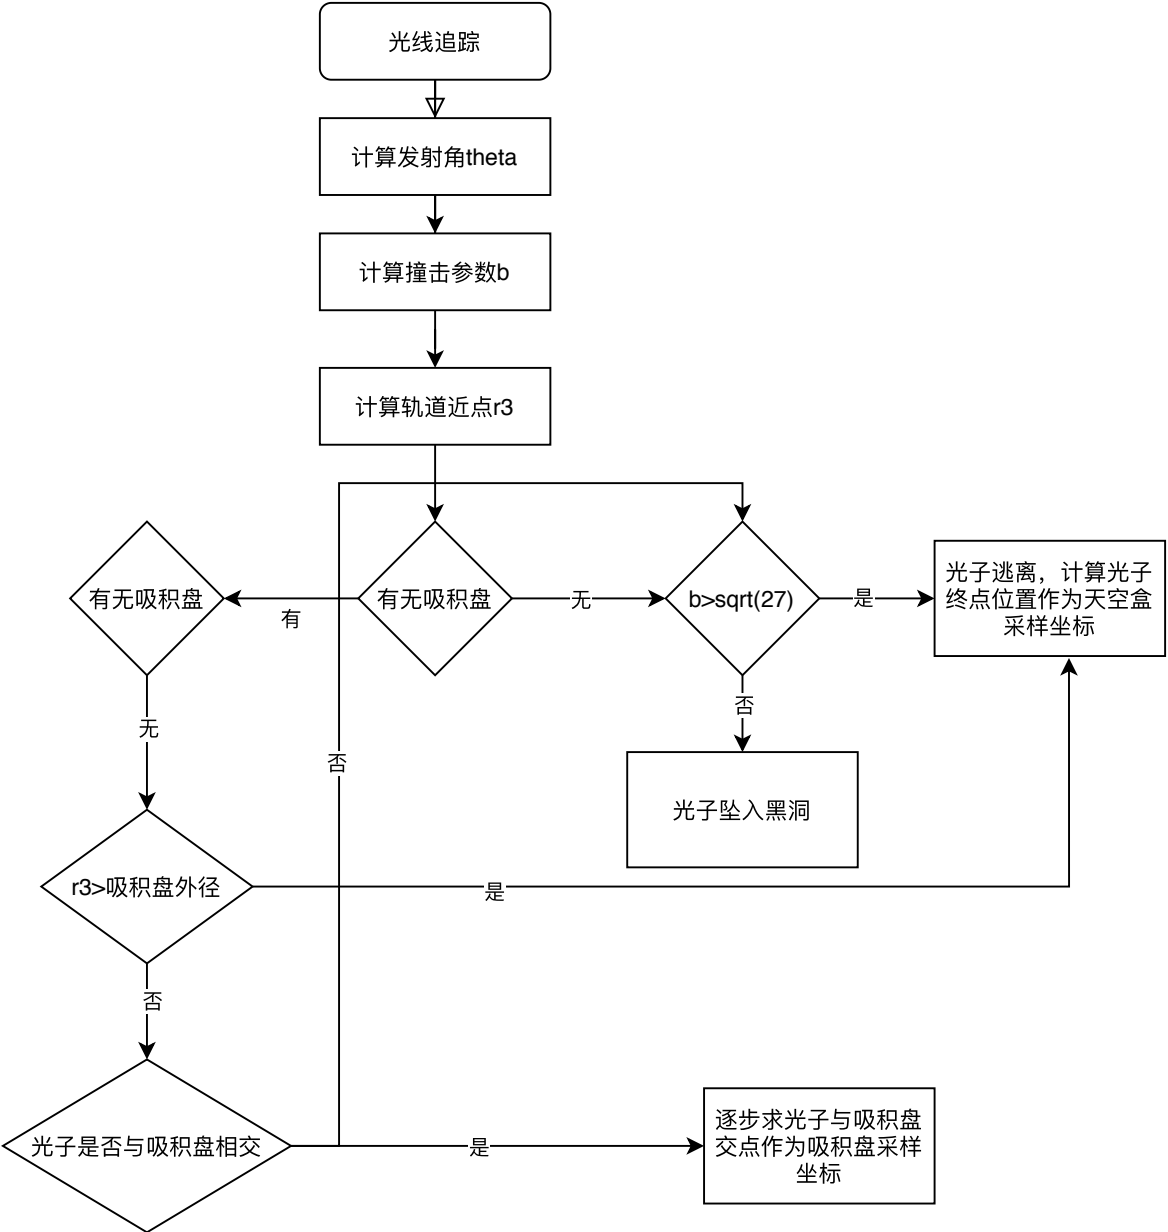 光线追踪
计算发射角theta
计算撞击参数b
计算轨道近点r3
有无吸积盘
有
有无吸积盘
无
b>sqrt(27)
是
光子逃离，计算光子
终点位置作为天空盒
采样坐标
无
否
否
光子坠入黑洞
r3>吸积盘外径
是
否
光子是否与吸积盘相交
是
逐步求光子与吸积盘
交点作为吸积盘采样
坐标